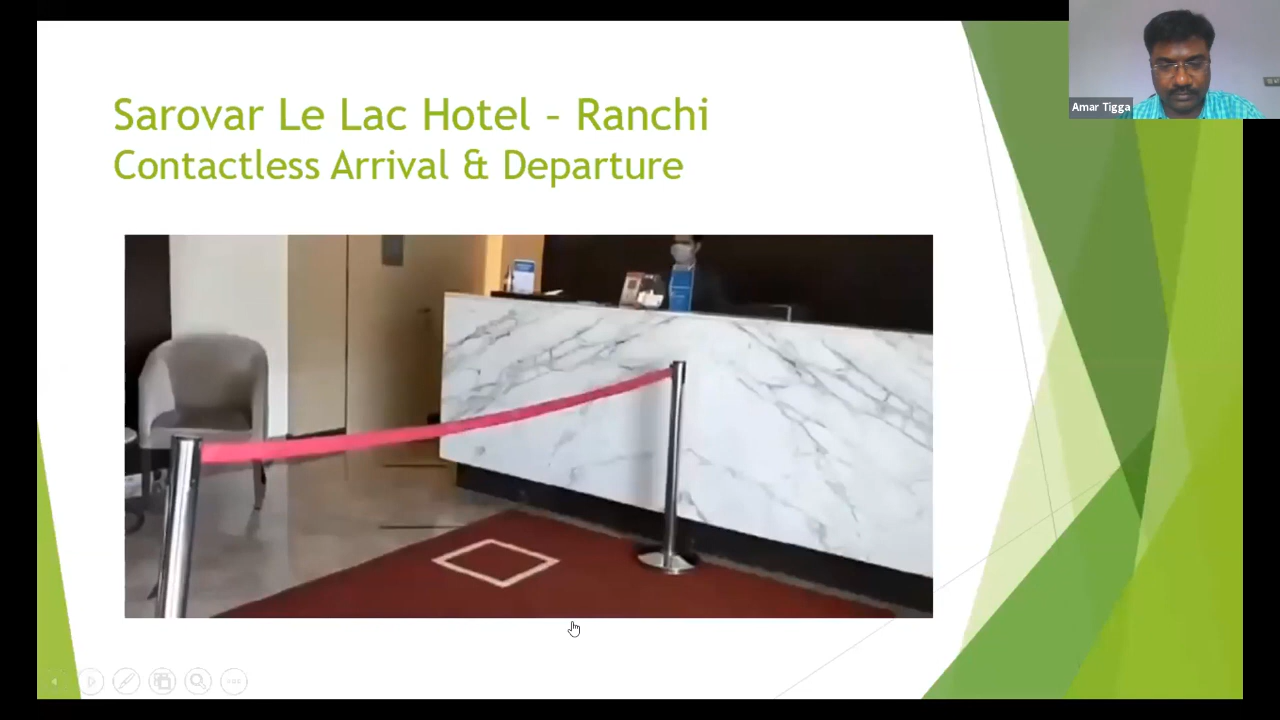 Sarovar Le Lac Hotel – Ranchi
Contactless Arrival & Departure
Amar Tigga